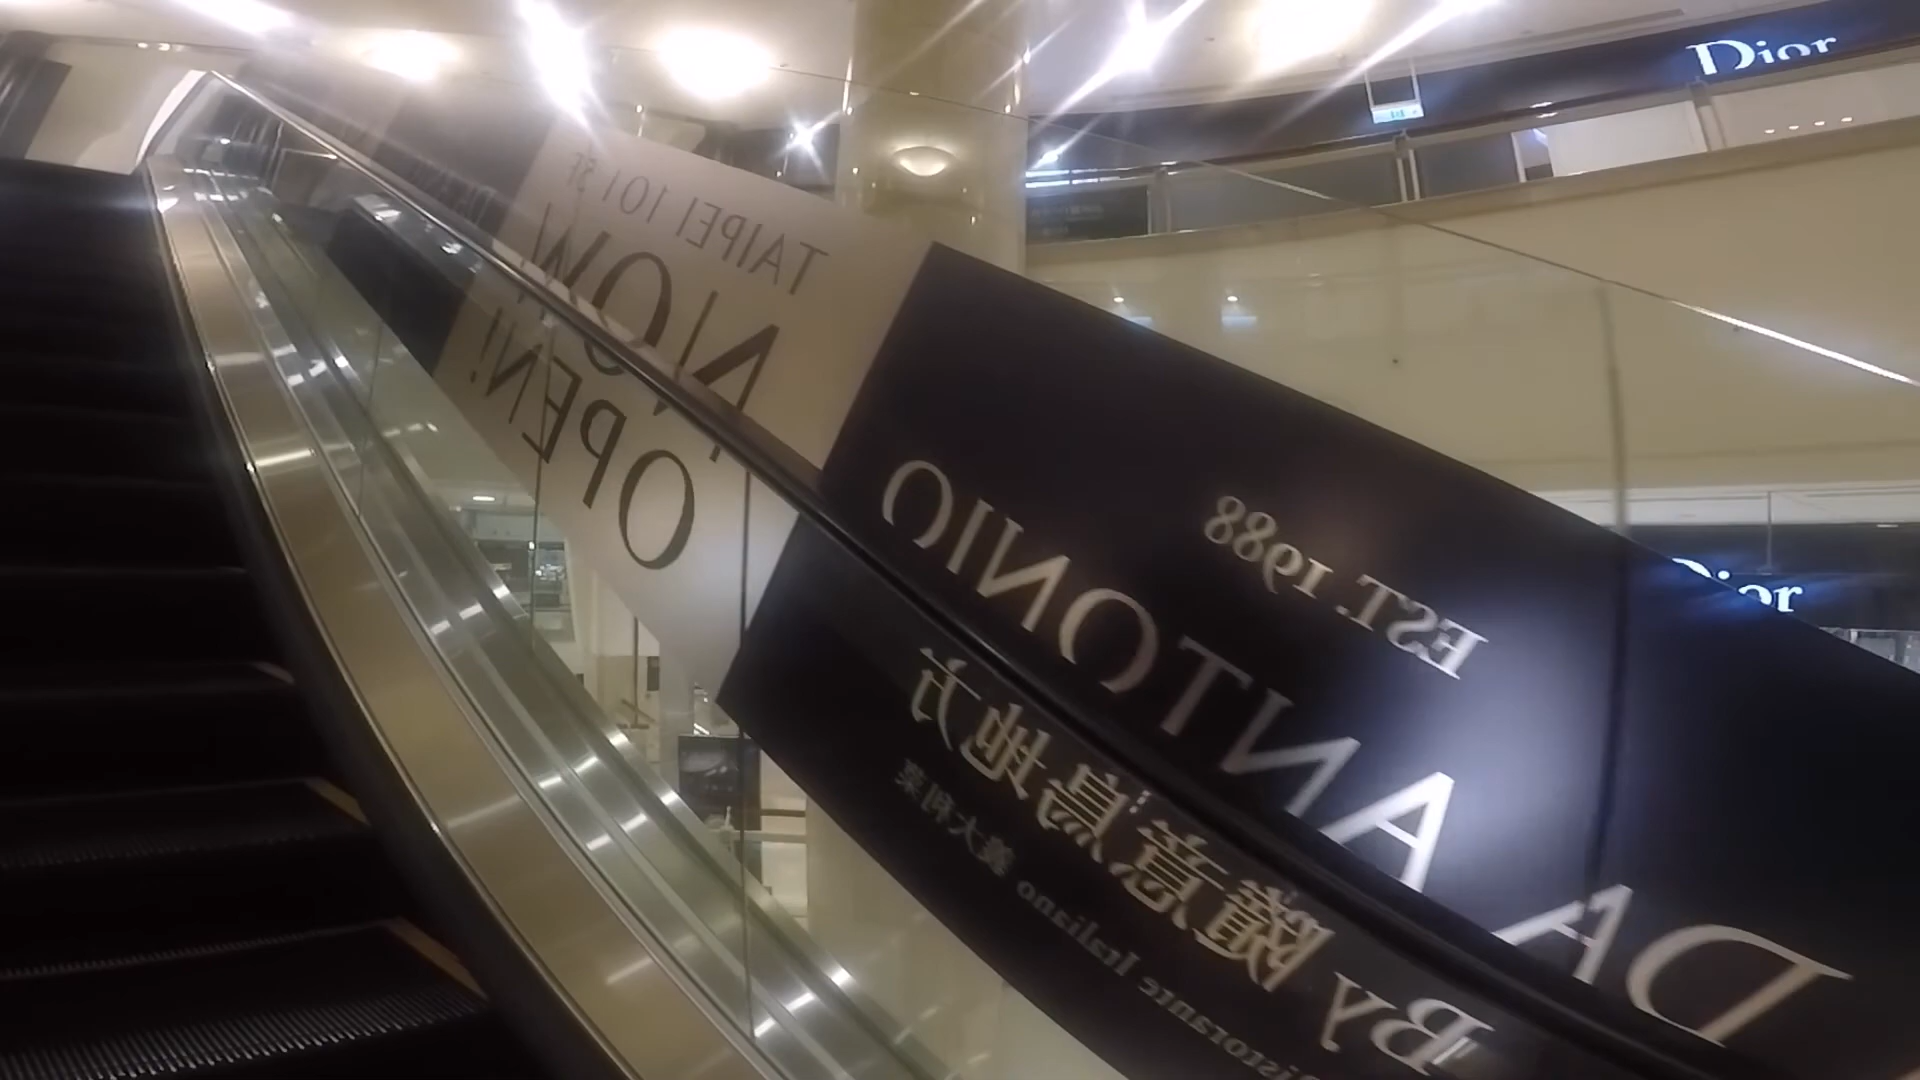 Dior
TAIPEI 101 5F
NOW
OPEN!
EST. 1988
DA ANTONIO
BY 隨意鳥地方
Ristorante Italiano 義大利菜
Dior